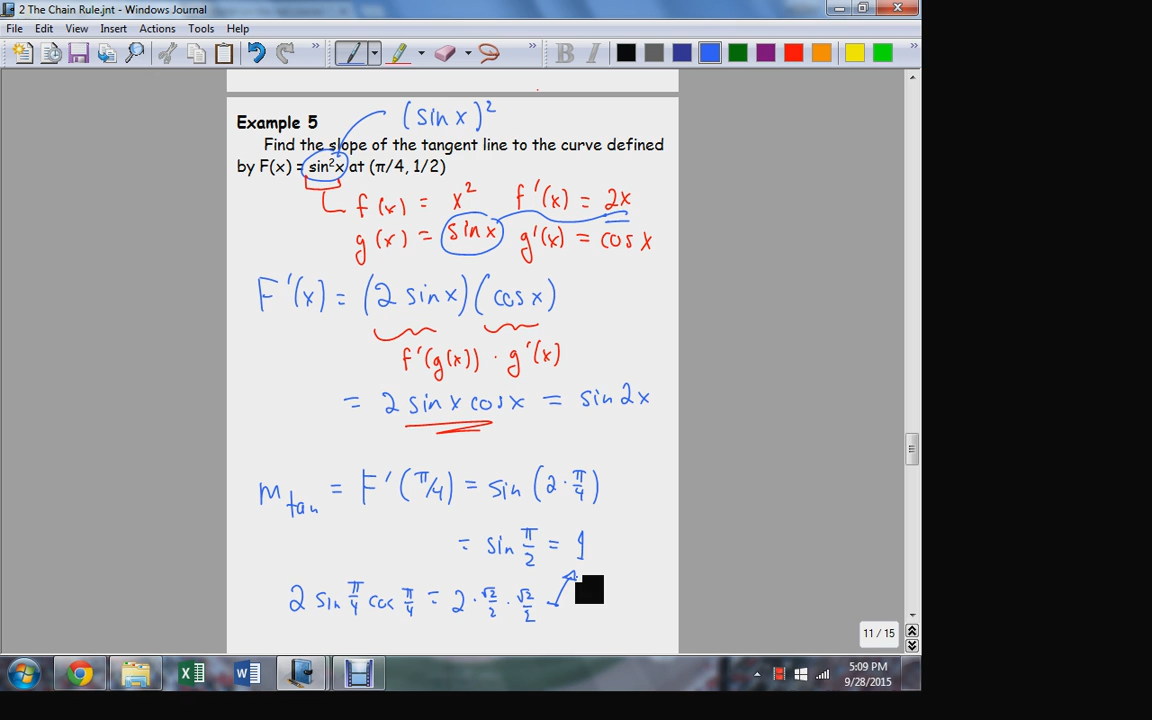 2 The Chain Rule.jnt - Windows Journal
File Edit View Insert Actions Tools Help
» » B I »
Example 5
(sin x)²
Find the slope of the tangent line to the curve defined
by F(x) = sin²x at (π/4, 1/2)
f(x) = x² f'(x) = 2x
g(x) = sin x g'(x) = cos x
F'(x) = (2 sin x)(cos x)
f'(g(x)) · g'(x)
= 2 sin x cos x = sin 2x
m tan = F'(π/4) = sin (2 · π/4)
= sin π/2 = 1
2 sin π/4 cos π/4 = 2 · √2/2 · √2/2
11 / 15
5:09 PM
9/28/2015